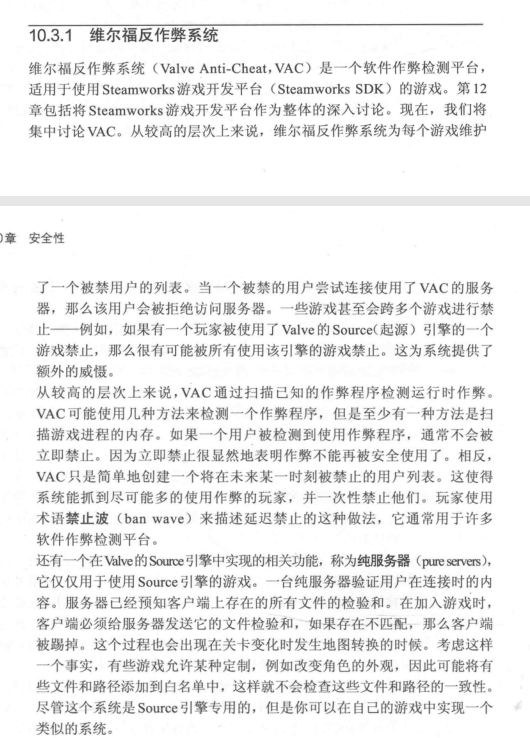 10.3.1 维尔福反作弊系统
维尔福反作弊系统（Valve Anti-Cheat，VAC）是一个软件作弊检测平台，
适用于使用Steamworks游戏开发平台（Steamworks SDK）的游戏。第12
章包括将Steamworks游戏开发平台作为整体的深入讨论。现在，我们将
集中讨论VAC。从较高的层次上来说，维尔福反作弊系统为每个游戏维护
章 安全性
了一个被禁用户的列表。当一个被禁的用户尝试连接使用了VAC的服务
器，那么该用户会被拒绝访问服务器。一些游戏甚至会跨多个游戏进行禁
止——例如，如果有一个玩家被使用了Valve的Source（起源）引擎的一个
游戏禁止，那么很有可能被所有使用该引擎的游戏禁止。这为系统提供了
额外的威慑。
从较高的层次上来说，VAC通过扫描已知的作弊程序检测运行时作弊。
VAC可能使用几种方法来检测一个作弊程序，但是至少有一种方法是扫
描游戏进程的内存。如果一个用户被检测到使用作弊程序，通常不会被
立即禁止。因为立即禁止很显然地表明作弊不能再被安全使用了。相反，
VAC只是简单地创建一个将在未来某一时刻被禁止的用户列表。这使得
系统能抓到尽可能多的使用作弊的玩家，并一次性禁止他们。玩家使用
术语禁止波（ban wave）来描述延迟禁止的这种做法，它通常用于许多
软件作弊检测平台。
还有一个在Valve的Source引擎中实现的相关功能，称为纯服务器（pure servers），
它仅仅用于使用Source引擎的游戏。一台纯服务器验证用户在连接时的内
容。服务器已经预知客户端上存在的所有文件的检验和。在加入游戏时，
客户端必须给服务器发送它的文件检验和，如果存在不匹配，那么客户端
被踢掉。这个过程也会出现在关卡变化时发生地图转换的时候。考虑这样
一个事实，有些游戏允许某种定制，例如改变角色的外观，因此可能将有
些文件和路径添加到白名单中，这样就不会检查这些文件和路径的一致性。
尽管这个系统是Source引擎专用的，但是你可以在自己的游戏中实现一个
类似的系统。